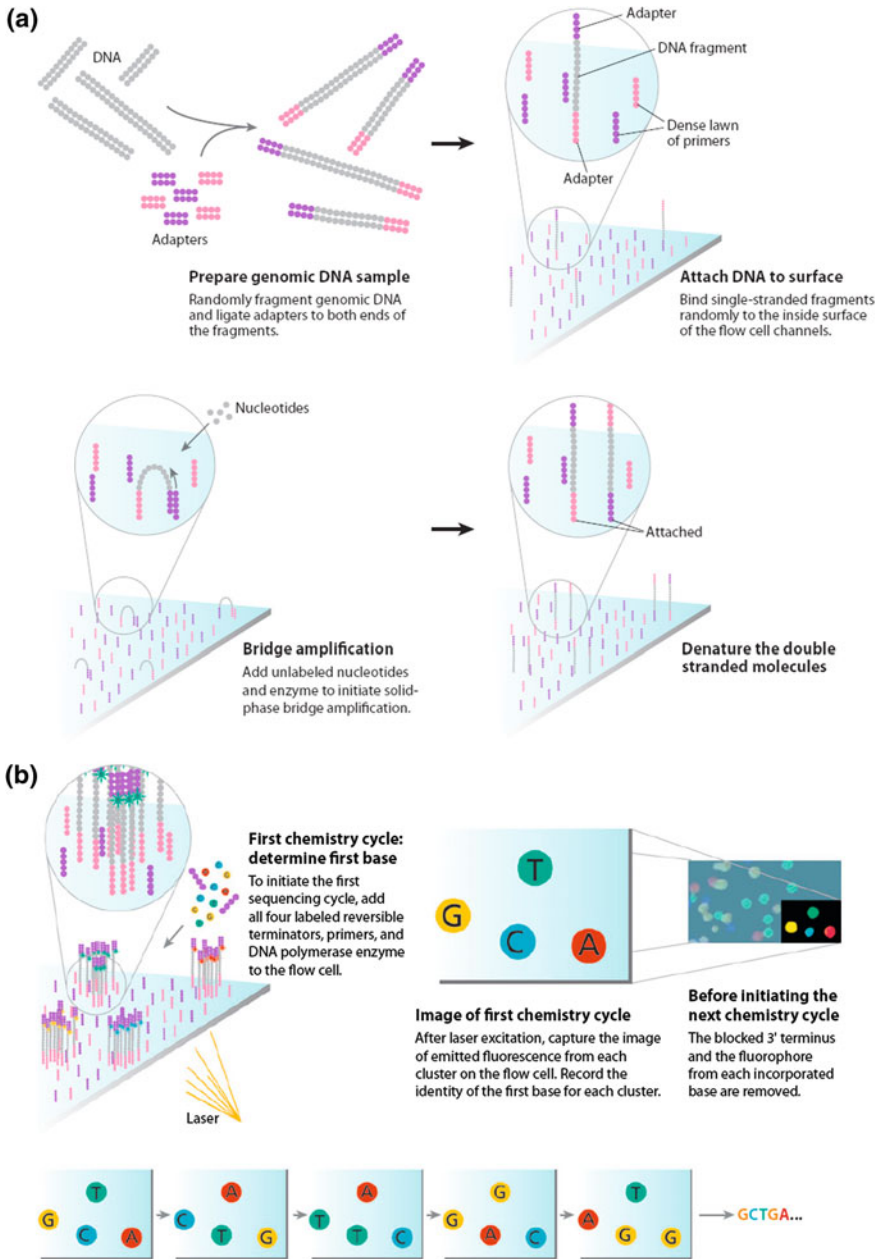 (a)
DNA
Adapters
Prepare genomic DNA sample
Randomly fragment genomic DNA
and ligate adapters to both ends of
the fragments.
Adapter
DNA fragment
Dense lawn
of primers
Adapter
Attach DNA to surface
Bind single-stranded fragments
randomly to the inside surface
of the flow cell channels.
Nucleotides
Bridge amplification
Add unlabeled nucleotides
and enzyme to initiate solid-
phase bridge amplification.
Attached
Denature the double
stranded molecules
(b)
First chemistry cycle:
determine first base
To initiate the first
sequencing cycle, add
all four labeled reversible
terminators, primers, and
DNA polymerase enzyme
to the flow cell.
Laser
T
G
C
A
Image of first chemistry cycle
After laser excitation, capture the image
of emitted fluorescence from each
cluster on the flow cell. Record the
identity of the first base for each cluster.
Before initiating the
next chemistry cycle
The blocked 3' terminus
and the fluorophore
from each incorporated
base are removed.
T
G
C
A
A
C
T
G
A
T
T
C
G
G
A
C
T
A
G
G
GCTGA...